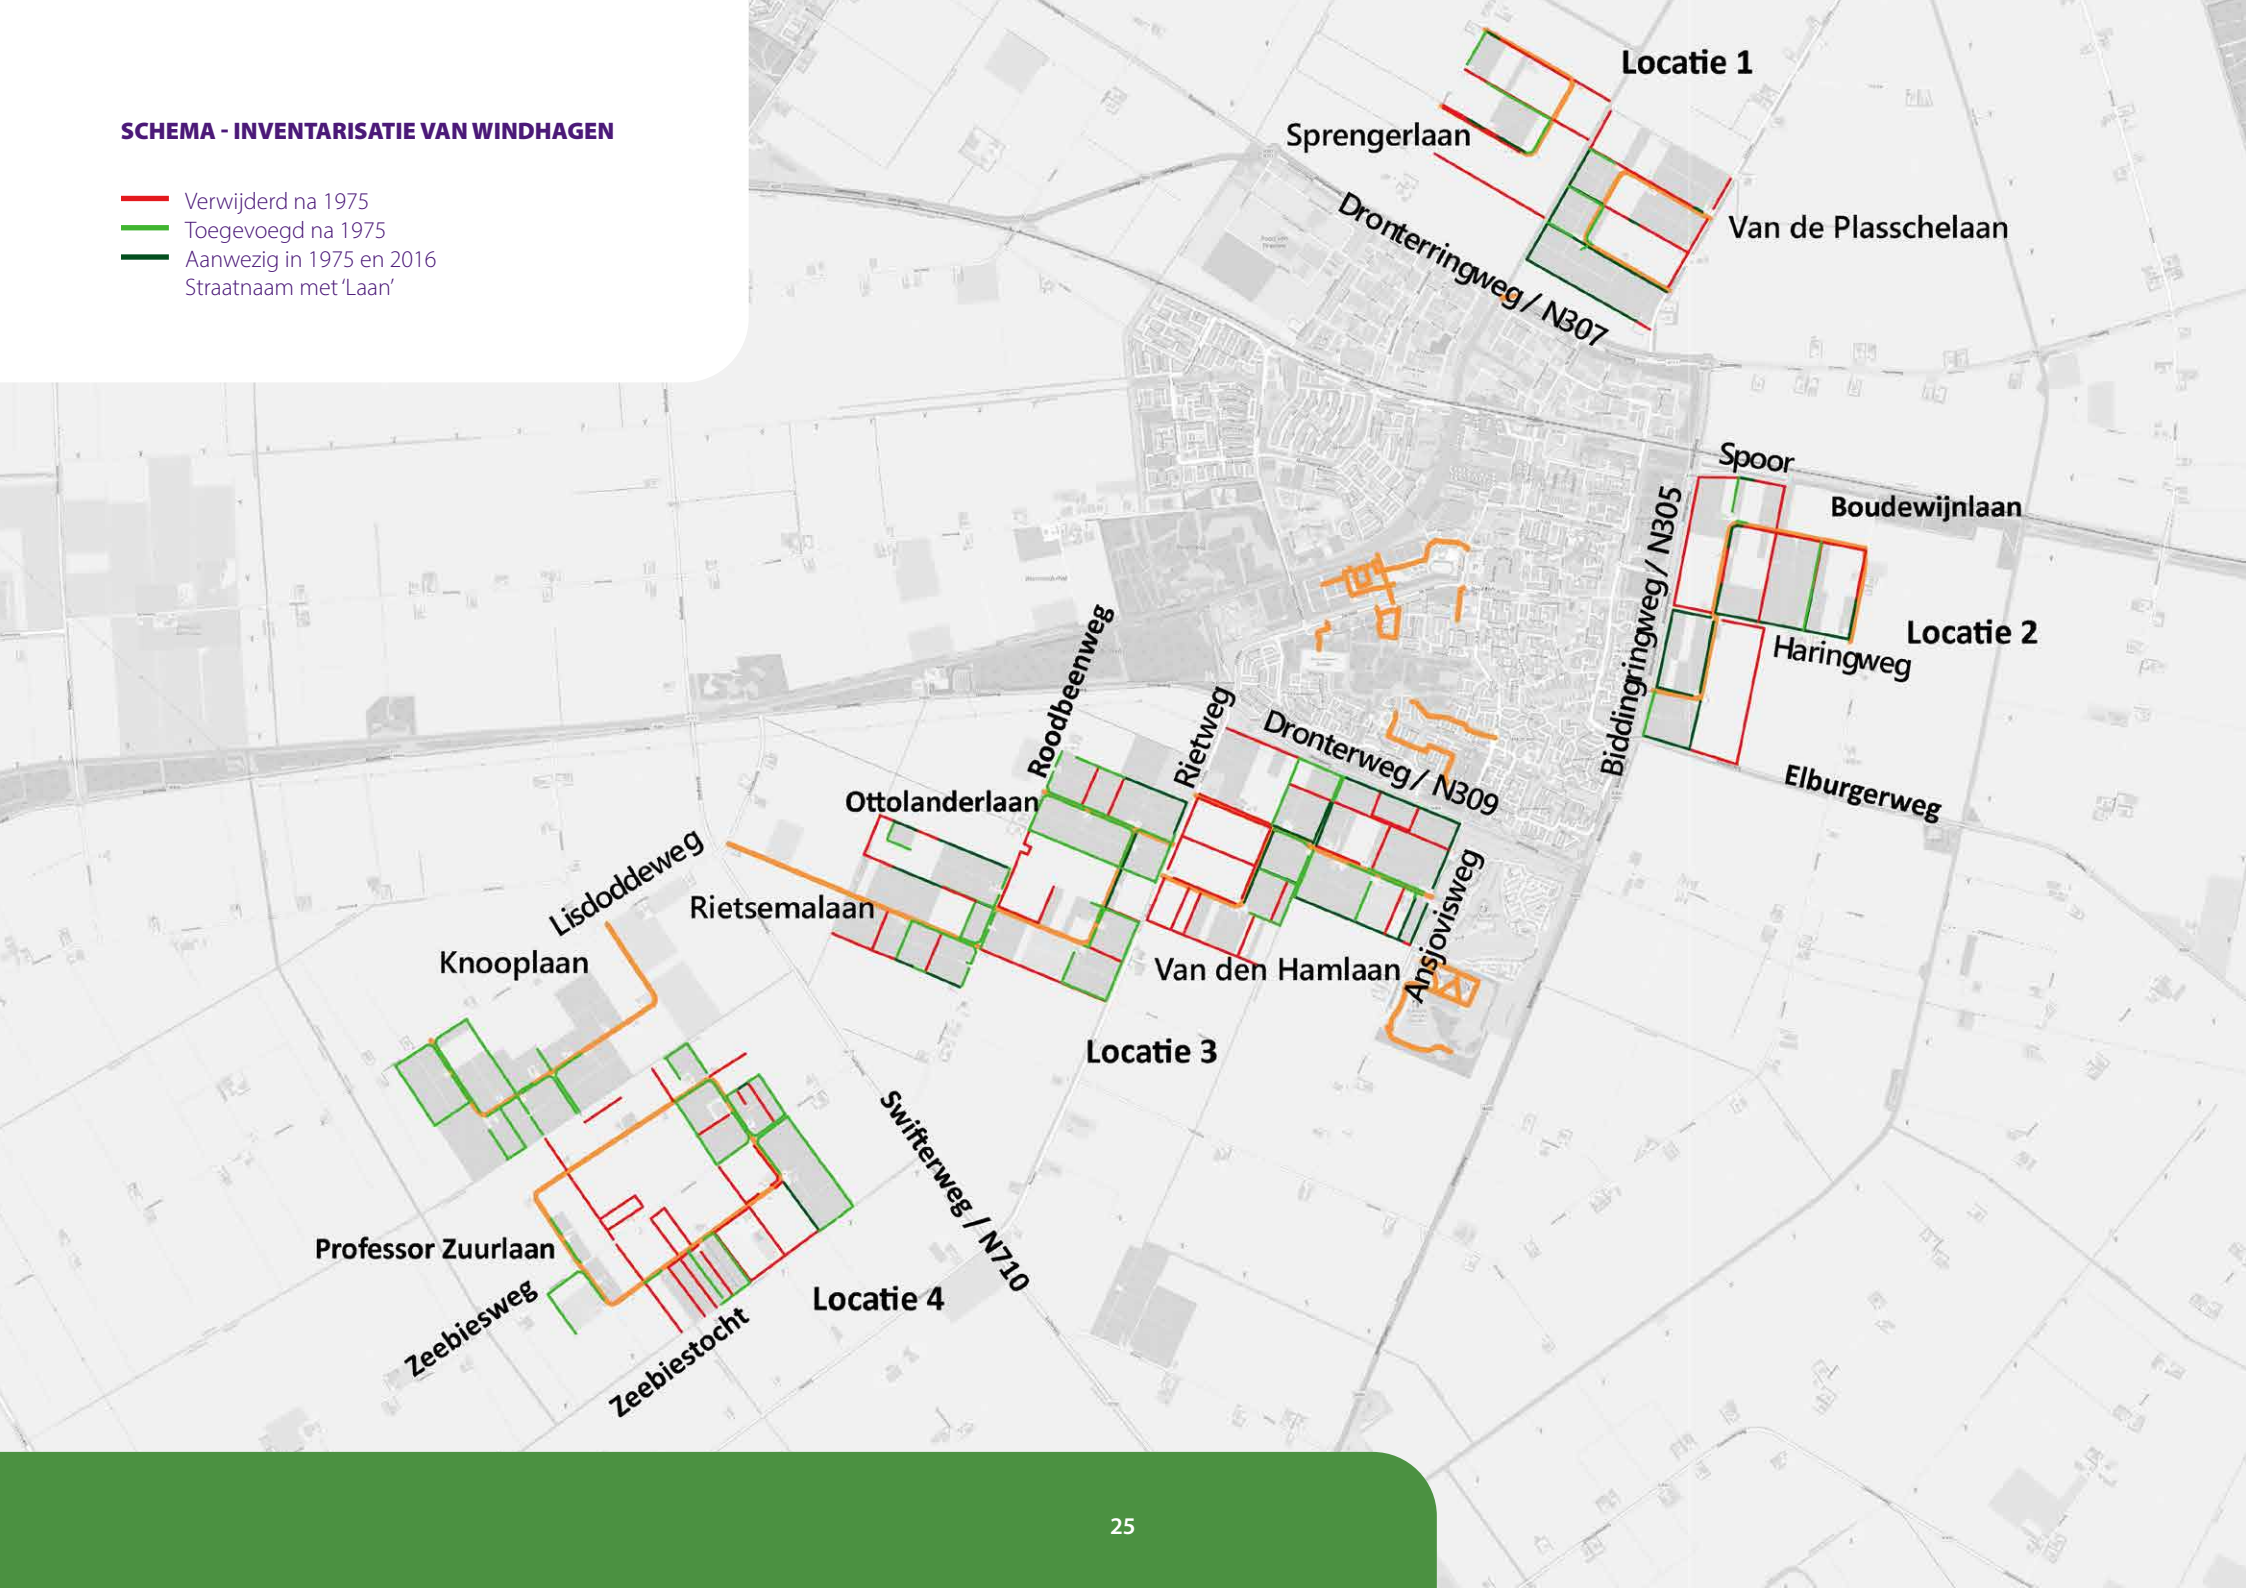 SCHEMA - INVENTARISATIE VAN WINDHAGEN
Verwijderd na 1975
Toegevoegd na 1975
Aanwezig in 1975 en 2016
Straatnaam met ‘Laan’
Locatie 1
Sprengerlaan
Van de Plasschelaan
Dronterringweg / N307
Spoor
Boudewijnlaan
Biddingringweg / N305
Locatie 2
Haringweg
Roodbeenweg
Rietweg
Dronterweg / N309
Elburgerweg
Ottolanderlaan
Lisdoddeweg
Rietsemalaan
Ansjovisweg
Knooplaan
Van den Hamlaan
Locatie 3
Swifterweg / N710
Professor Zuurlaan
Locatie 4
Zeebiesweg
Zeebiestocht
25